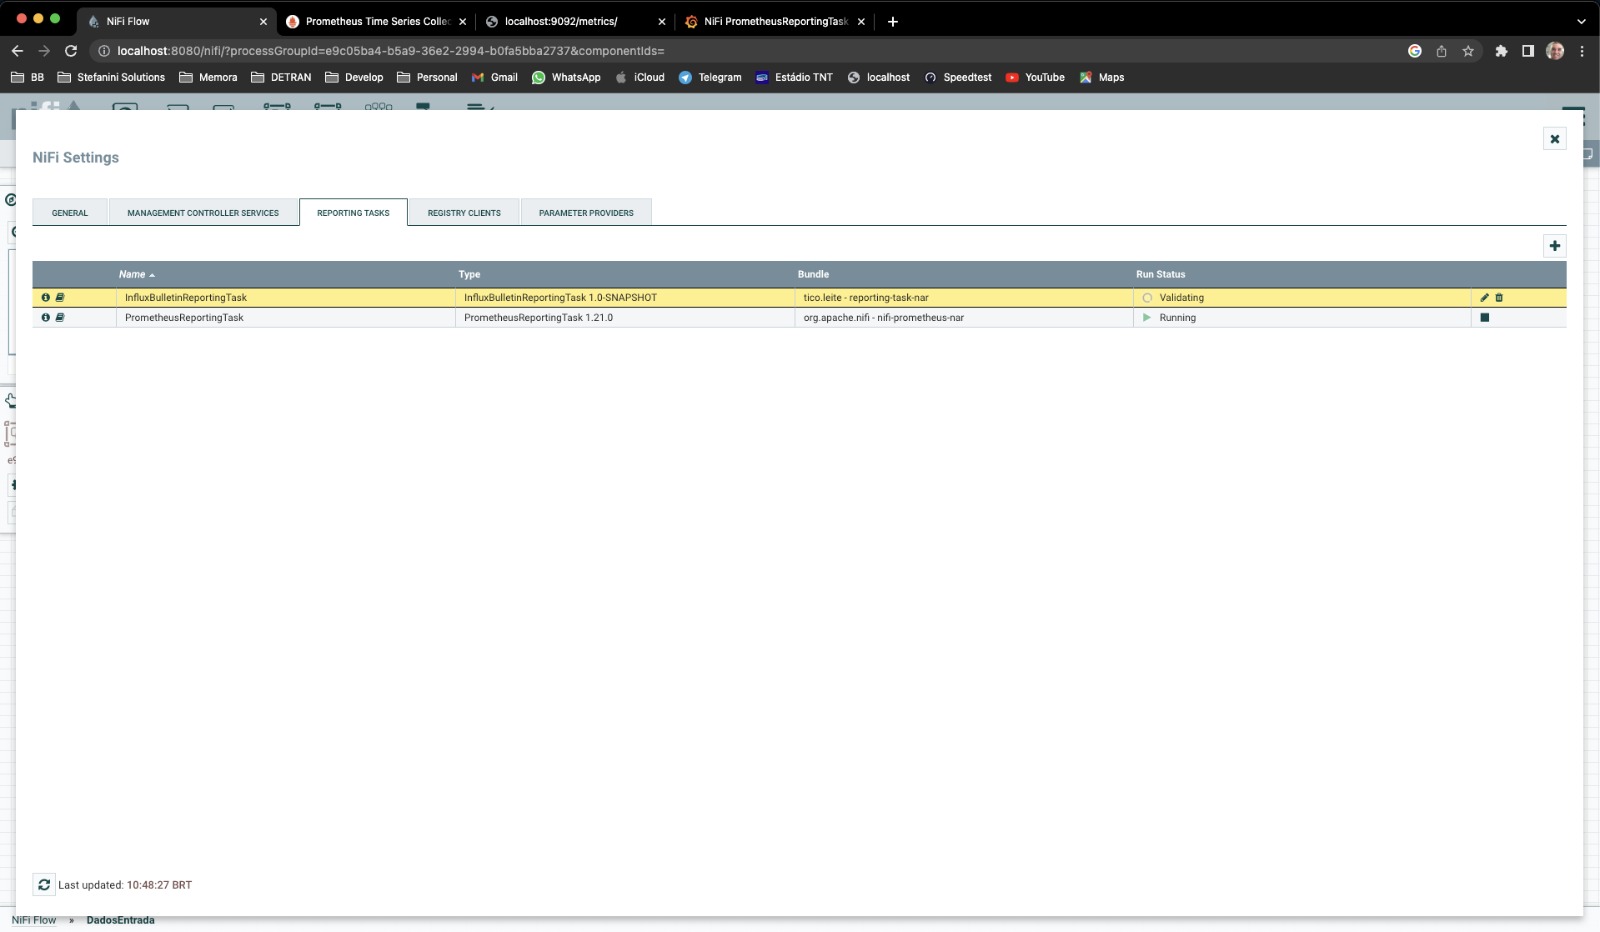 NiFi Flow
Prometheus Time Series Collec
localhost:9092/metrics/
NiFi PrometheusReportingTask
localhost:8080/nifi/?processGroupId=e9c05ba4-b5a9-36e2-2994-b0fa5bba2737&componentIds=
BB Stefanini Solutions Memora DETRAN Develop Personal Gmail WhatsApp iCloud Telegram Estádio TNT localhost Speedtest YouTube Maps
NiFi Settings
GENERAL MANAGEMENT CONTROLLER SERVICES REPORTING TASKS REGISTRY CLIENTS PARAMETER PROVIDERS
Name Type Bundle Run Status
InfluxBulletinReportingTask InfluxBulletinReportingTask 1.0-SNAPSHOT tico.leite - reporting-task-nar Validating
PrometheusReportingTask PrometheusReportingTask 1.21.0 org.apache.nifi - nifi-prometheus-nar Running
Last updated: 10:48:27 BRT
NiFi Flow » DadosEntrada